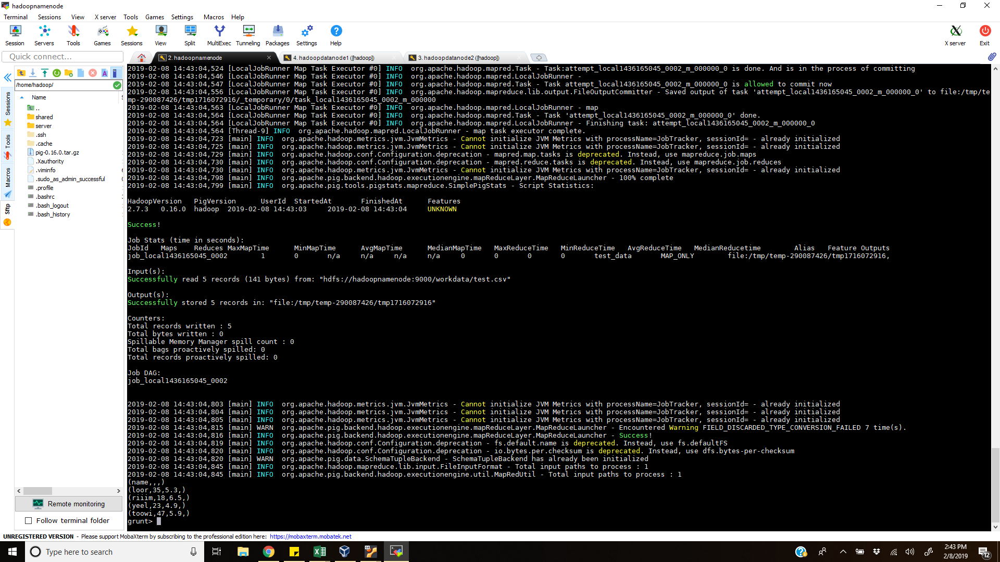 hadoopnamenode
Terminal Sessions View X server Tools Games Settings Macros Help
Session Servers Tools Games Sessions View Split MultiExec Tunneling Packages Settings Help X server Exit
Quick connect...
2. hadoopnamenode
4. hadoopdatanode1 ([hadoop])
3. hadoopdatanode2 ([hadoop])
/home/hadoop/
Name
..
shared
server
.ssh
.cache
pig-0.16.0.tar.gz
.Xauthority
.viminfo
.sudo_as_admin_successful
.profile
.bashrc
.bash_logout
.bash_history
Sessions
Tools
Macros
Sftp
Remote monitoring
Follow terminal folder
2019-02-08 14:43:04,524 [LocalJobRunner Map Task Executor #0] INFO  org.apache.hadoop.mapred.Task - Task:attempt_local1436165045_0002_m_000000_0 is done. And is in the process of committing
2019-02-08 14:43:04,546 [LocalJobRunner Map Task Executor #0] INFO  org.apache.hadoop.mapred.LocalJobRunner -
2019-02-08 14:43:04,547 [LocalJobRunner Map Task Executor #0] INFO  org.apache.hadoop.mapred.Task - Task attempt_local1436165045_0002_m_000000_0 is allowed to commit now
2019-02-08 14:43:04,556 [LocalJobRunner Map Task Executor #0] INFO  org.apache.hadoop.mapreduce.lib.output.FileOutputCommitter - Saved output of task 'attempt_local1436165045_0002_m_000000_0' to file:/tmp/te
mp-290087426/tmp1716072916/_temporary/0/task_local1436165045_0002_m_000000
2019-02-08 14:43:04,563 [LocalJobRunner Map Task Executor #0] INFO  org.apache.hadoop.mapred.LocalJobRunner - map
2019-02-08 14:43:04,564 [LocalJobRunner Map Task Executor #0] INFO  org.apache.hadoop.mapred.Task - Task 'attempt_local1436165045_0002_m_000000_0' done.
2019-02-08 14:43:04,564 [LocalJobRunner Map Task Executor #0] INFO  org.apache.hadoop.mapred.LocalJobRunner - Finishing task: attempt_local1436165045_0002_m_000000_0
2019-02-08 14:43:04,564 [Thread-9] INFO  org.apache.hadoop.mapred.LocalJobRunner - map task executor complete.
2019-02-08 14:43:04,723 [main] INFO  org.apache.hadoop.metrics.jvm.JvmMetrics - Cannot initialize JVM Metrics with processName=JobTracker, sessionId= - already initialized
2019-02-08 14:43:04,725 [main] INFO  org.apache.hadoop.metrics.jvm.JvmMetrics - Cannot initialize JVM Metrics with processName=JobTracker, sessionId= - already initialized
2019-02-08 14:43:04,729 [main] INFO  org.apache.hadoop.conf.Configuration.deprecation - mapred.map.tasks is deprecated. Instead, use mapreduce.job.maps
2019-02-08 14:43:04,730 [main] INFO  org.apache.hadoop.conf.Configuration.deprecation - mapred.reduce.tasks is deprecated. Instead, use mapreduce.job.reduces
2019-02-08 14:43:04,730 [main] INFO  org.apache.hadoop.metrics.jvm.JvmMetrics - Cannot initialize JVM Metrics with processName=JobTracker, sessionId= - already initialized
2019-02-08 14:43:04,798 [main] INFO  org.apache.pig.backend.hadoop.executionengine.mapReduceLayer.MapReduceLauncher - 100% complete
2019-02-08 14:43:04,799 [main] INFO  org.apache.pig.tools.pigstats.mapreduce.SimplePigStats - Script Statistics:
HadoopVersion PigVersion UserId StartedAt FinishedAt Features
2.7.3 0.16.0 hadoop 2019-02-08 14:43:03 2019-02-08 14:43:04 UNKNOWN
Success!
Job Stats (time in seconds):
JobId Maps Reduces MaxMapTime MinMapTime AvgMapTime MedianMapTime MaxReduceTime MinReduceTime AvgReduceTime MedianReducetime Alias Feature Outputs
job_local1436165045_0002 1 0 n/a n/a n/a n/a 0 0 0 0 test_data MAP_ONLY file:/tmp/temp-290087426/tmp1716072916,
Input(s):
Successfully read 5 records (141 bytes) from: "hdfs://hadoopnamenode:9000/workdata/test.csv"
Output(s):
Successfully stored 5 records in: "file:/tmp/temp-290087426/tmp1716072916"
Counters:
Total records written : 5
Total bytes written : 0
Spillable Memory Manager spill count : 0
Total bags proactively spilled: 0
Total records proactively spilled: 0
Job DAG:
job_local1436165045_0002
2019-02-08 14:43:04,803 [main] INFO  org.apache.hadoop.metrics.jvm.JvmMetrics - Cannot initialize JVM Metrics with processName=JobTracker, sessionId= - already initialized
2019-02-08 14:43:04,804 [main] INFO  org.apache.hadoop.metrics.jvm.JvmMetrics - Cannot initialize JVM Metrics with processName=JobTracker, sessionId= - already initialized
2019-02-08 14:43:04,805 [main] INFO  org.apache.hadoop.metrics.jvm.JvmMetrics - Cannot initialize JVM Metrics with processName=JobTracker, sessionId= - already initialized
2019-02-08 14:43:04,815 [main] WARN  org.apache.pig.backend.hadoop.executionengine.mapReduceLayer.MapReduceLauncher - Encountered Warning FIELD_DISCARDED_TYPE_CONVERSION_FAILED 7 time(s).
2019-02-08 14:43:04,816 [main] INFO  org.apache.pig.backend.hadoop.executionengine.mapReduceLayer.MapReduceLauncher - Success!
2019-02-08 14:43:04,819 [main] INFO  org.apache.hadoop.conf.Configuration.deprecation - fs.default.name is deprecated. Instead, use fs.defaultFS
2019-02-08 14:43:04,820 [main] INFO  org.apache.hadoop.conf.Configuration.deprecation - io.bytes.per.checksum is deprecated. Instead, use dfs.bytes-per-checksum
2019-02-08 14:43:04,820 [main] WARN  org.apache.pig.data.SchemaTupleBackend - SchemaTupleBackend has already been initialized
2019-02-08 14:43:04,845 [main] INFO  org.apache.hadoop.mapreduce.lib.input.FileInputFormat - Total input paths to process : 1
2019-02-08 14:43:04,845 [main] INFO  org.apache.pig.backend.hadoop.executionengine.util.MapRedUtil - Total input paths to process : 1
(name,,,)
(loor,35,5.3,)
(riiim,18,6.5,)
(yeel,23,4.9,)
(toowi,47,5.9,)
grunt>
UNREGISTERED VERSION - Please support MobaXterm by subscribing to the professional edition here: https://mobaxterm.mobatek.net
Type here to search
2:43 PM
2/8/2019
12